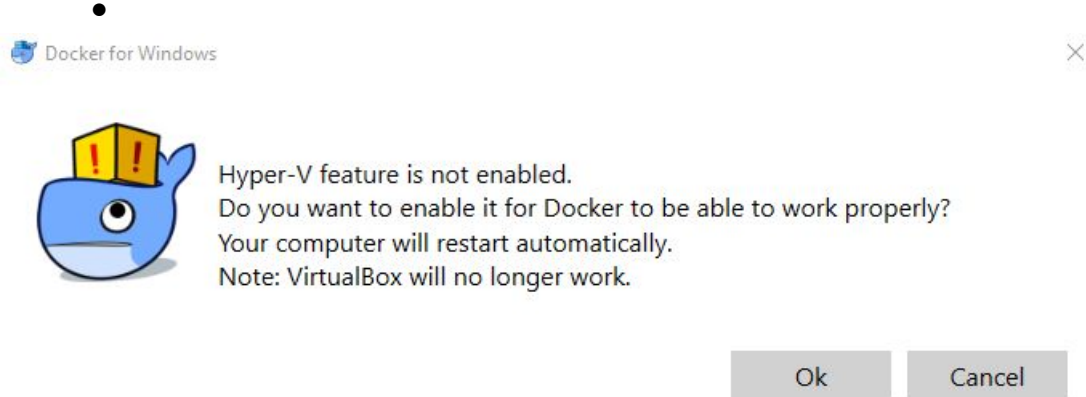 Docker for Windows
Hyper-V feature is not enabled.
Do you want to enable it for Docker to be able to work properly?
Your computer will restart automatically.
Note: VirtualBox will no longer work.
Ok
Cancel